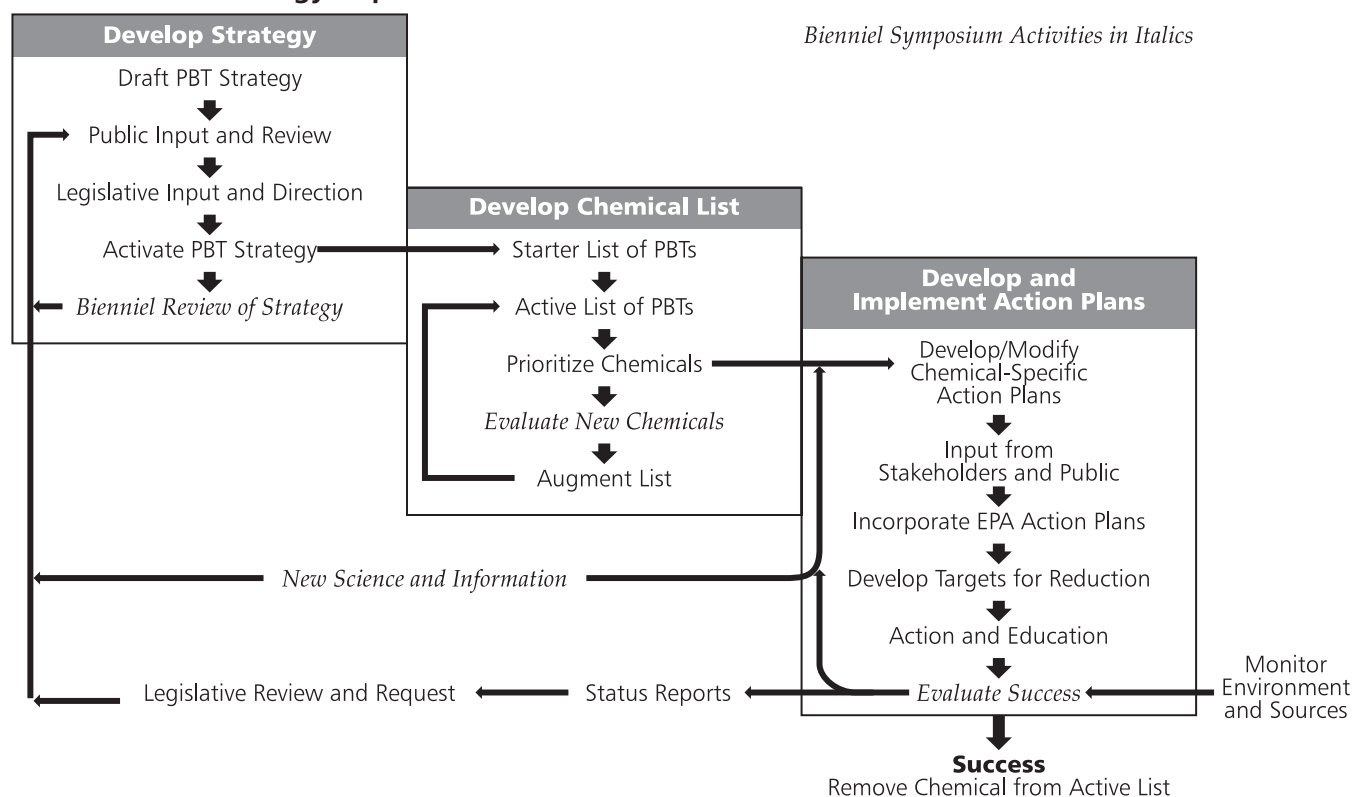 Develop Strategy
Bienniel Symposium Activities in Italics
Draft PBT Strategy
Public Input and Review
Legislative Input and Direction
Activate PBT Strategy
Bienniel Review of Strategy
Develop Chemical List
Starter List of PBTs
Active List of PBTs
Prioritize Chemicals
Evaluate New Chemicals
Augment List
Develop and
Implement Action Plans
Develop/Modify
Chemical-Specific
Action Plans
Input from
Stakeholders and Public
Incorporate EPA Action Plans
Develop Targets for Reduction
Action and Education
Evaluate Success
New Science and Information
Legislative Review and Request
Status Reports
Monitor
Environment
and Sources
Success
Remove Chemical from Active List